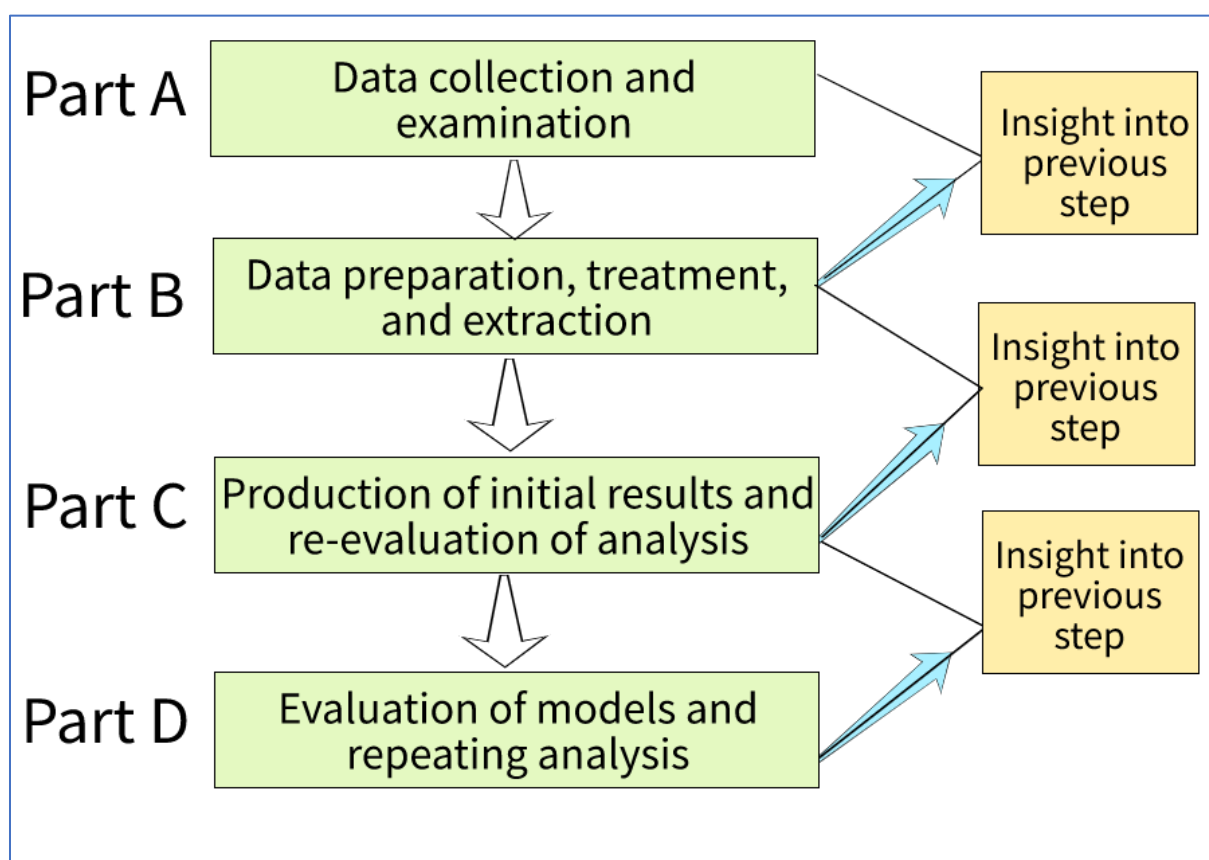 Part A
Data collection and
examination
Insight into
previous
step
Part B
Data preparation, treatment,
and extraction
Insight into
previous
step
Part C
Production of initial results and
re-evaluation of analysis
Insight into
previous
step
Part D
Evaluation of models and
repeating analysis